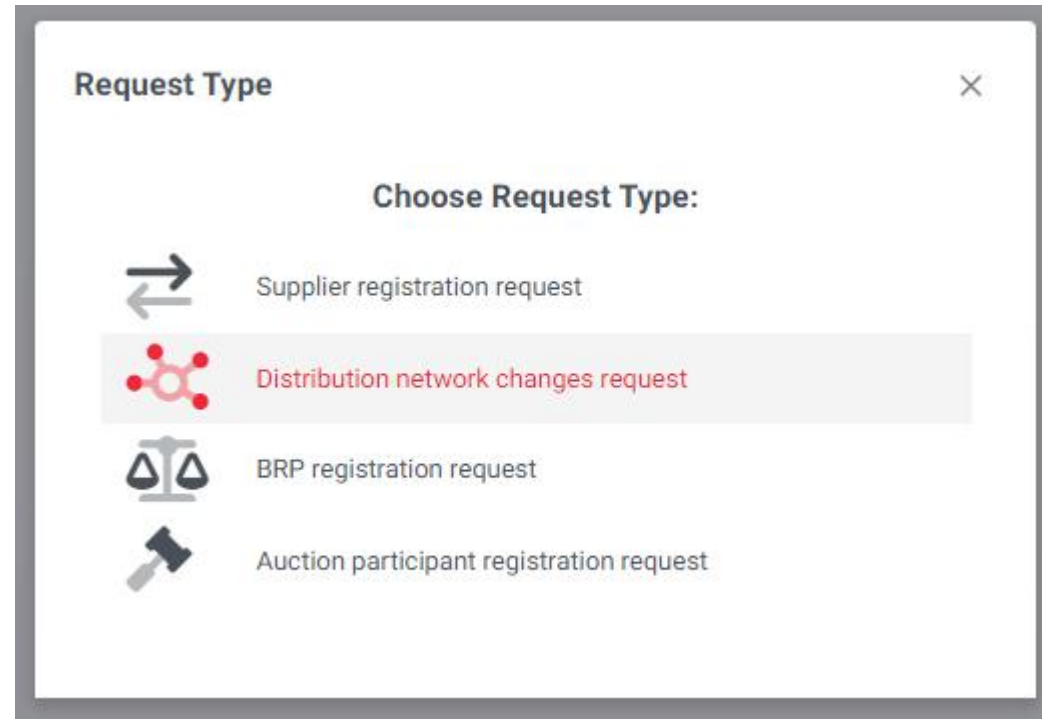 Request Type
Choose Request Type:
Supplier registration request
Distribution network changes request
BRP registration request
Auction participant registration request